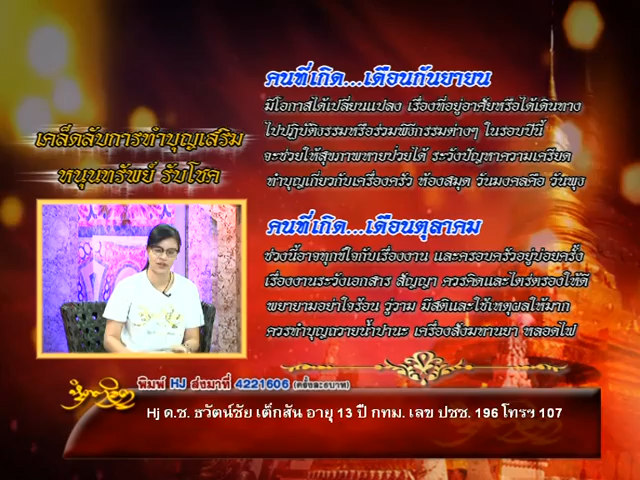 เคล็ดลับการทำบุญเสริม
หนุนทรัพย์ รับโชค
คนที่เกิด...เดือนกันยายน
มีโอกาสได้เปลี่ยนแปลง เรื่องที่อยู่อาศัยหรือได้เดินทาง
ไปปฏิบัติธรรมหรือร่วมพิธีกรรมต่างๆ ในรอบปีนี้
จะช่วยให้สุขภาพหายป่วยได้ ระวังปัญหาความเครียด
ทำบุญเกี่ยวกับเครื่องครัว ห้องสมุด วันมงคลคือ วันพุธ
คนที่เกิด...เดือนตุลาคม
ช่วงนี้อาจทุกข์ใจกับเรื่องงาน และครอบครัวอยู่บ่อยครั้ง
เรื่องงานระวังเอกสาร สัญญา ควรคิดและไตร่ตรองให้ดี
พยายามอย่าใจร้อน วู่วาม มีสติและใช้เหตุผลให้มาก
ควรทำบุญถวายน้ำปานะ เครื่องสังฆทานยา หลอดไฟ
พิมพ์ HJ ส่งมาที่ 4221606 (ครั้งละ๐บาท)
Hj ด.ช. ธวัตน์ชัย เต็กสัน อายุ 13 ปี กทม. เลข ปชช. 196 โทรฯ 107